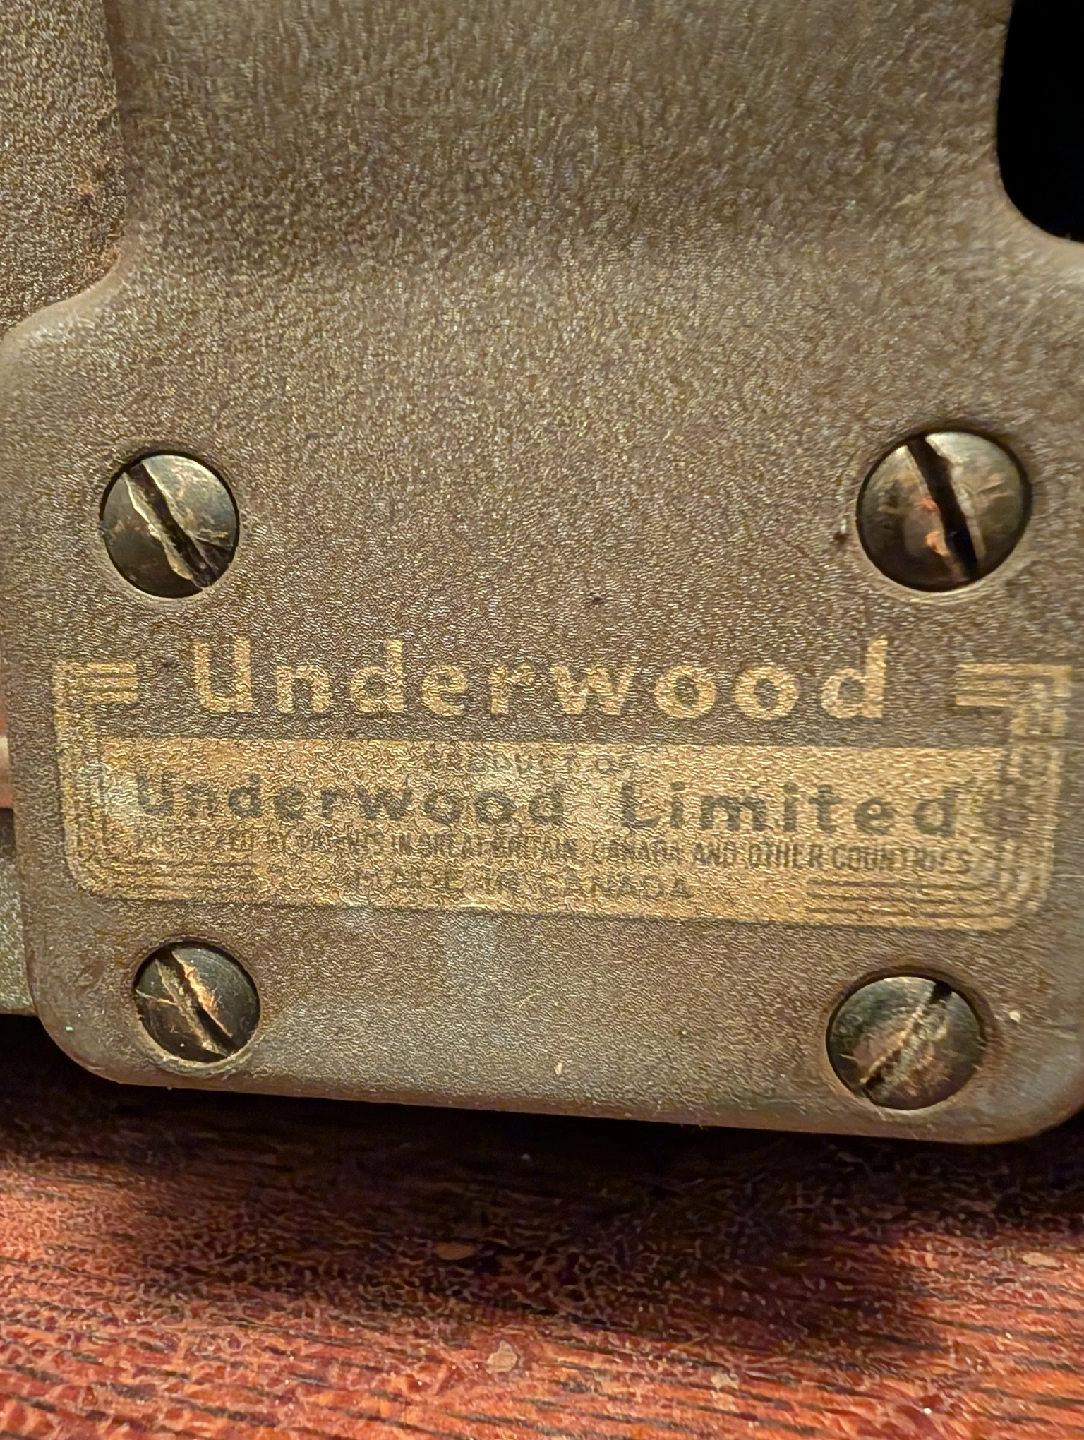 Underwood
PRODUCT OF
Underwood Limited
PROTECTED BY PATENTS IN GREAT BRITAIN, CANADA AND OTHER COUNTRIES
MADE IN CANADA